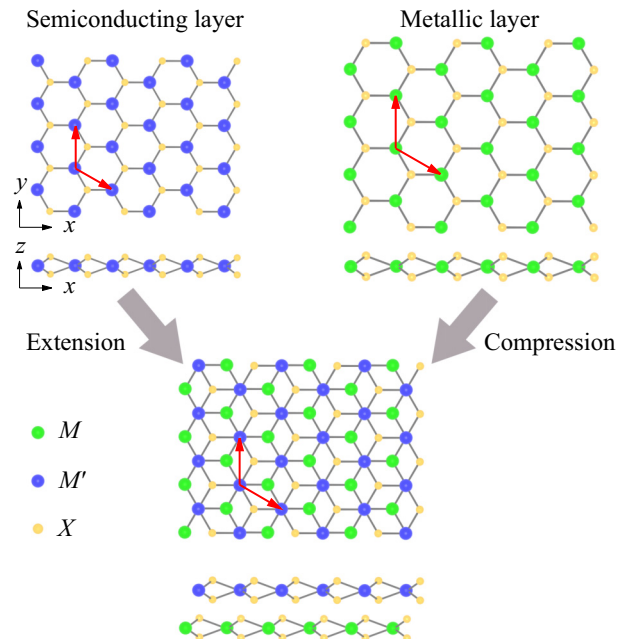 Semiconducting layer
Metallic layer
y
x
z
x
Extension
Compression
M
M′
X